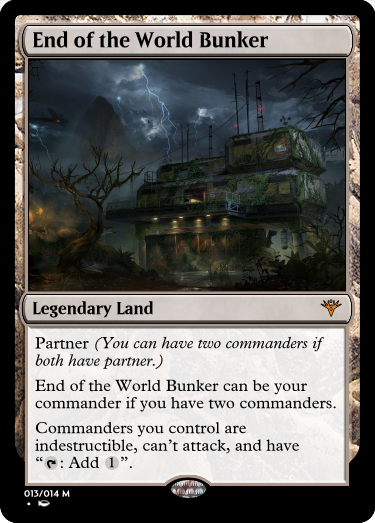 End of the World Bunker
Legendary Land
Partner (You can have two commanders if
both have partner.)
End of the World Bunker can be your
commander if you have two commanders.
Commanders you control are
indestructible, can't attack, and have
“: Add 1”.
013/014 M